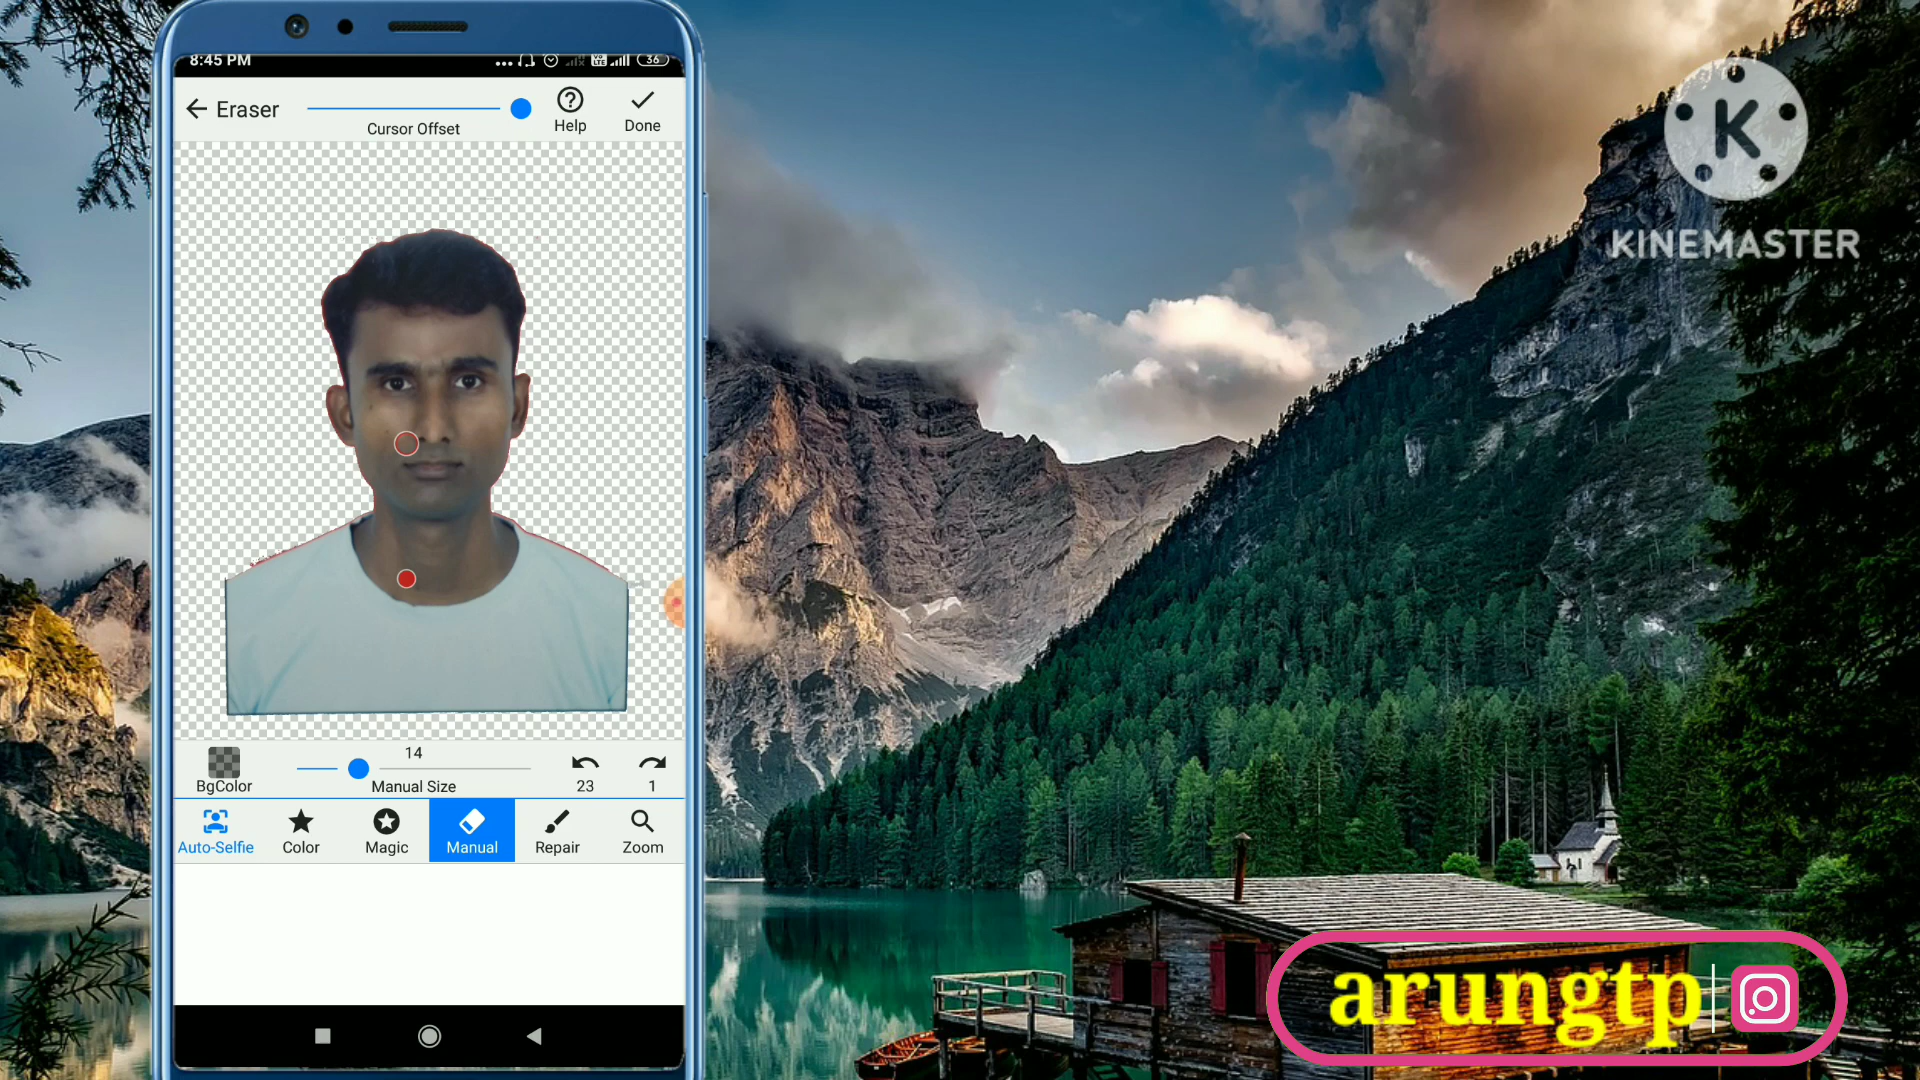 8:45 PM
36
Eraser
Cursor Offset
Help
Done
K
KINEMASTER
14
BgColor
Manual Size
23
1
Auto-Selfie
Color
Magic
Manual
Repair
Zoom
arungtp